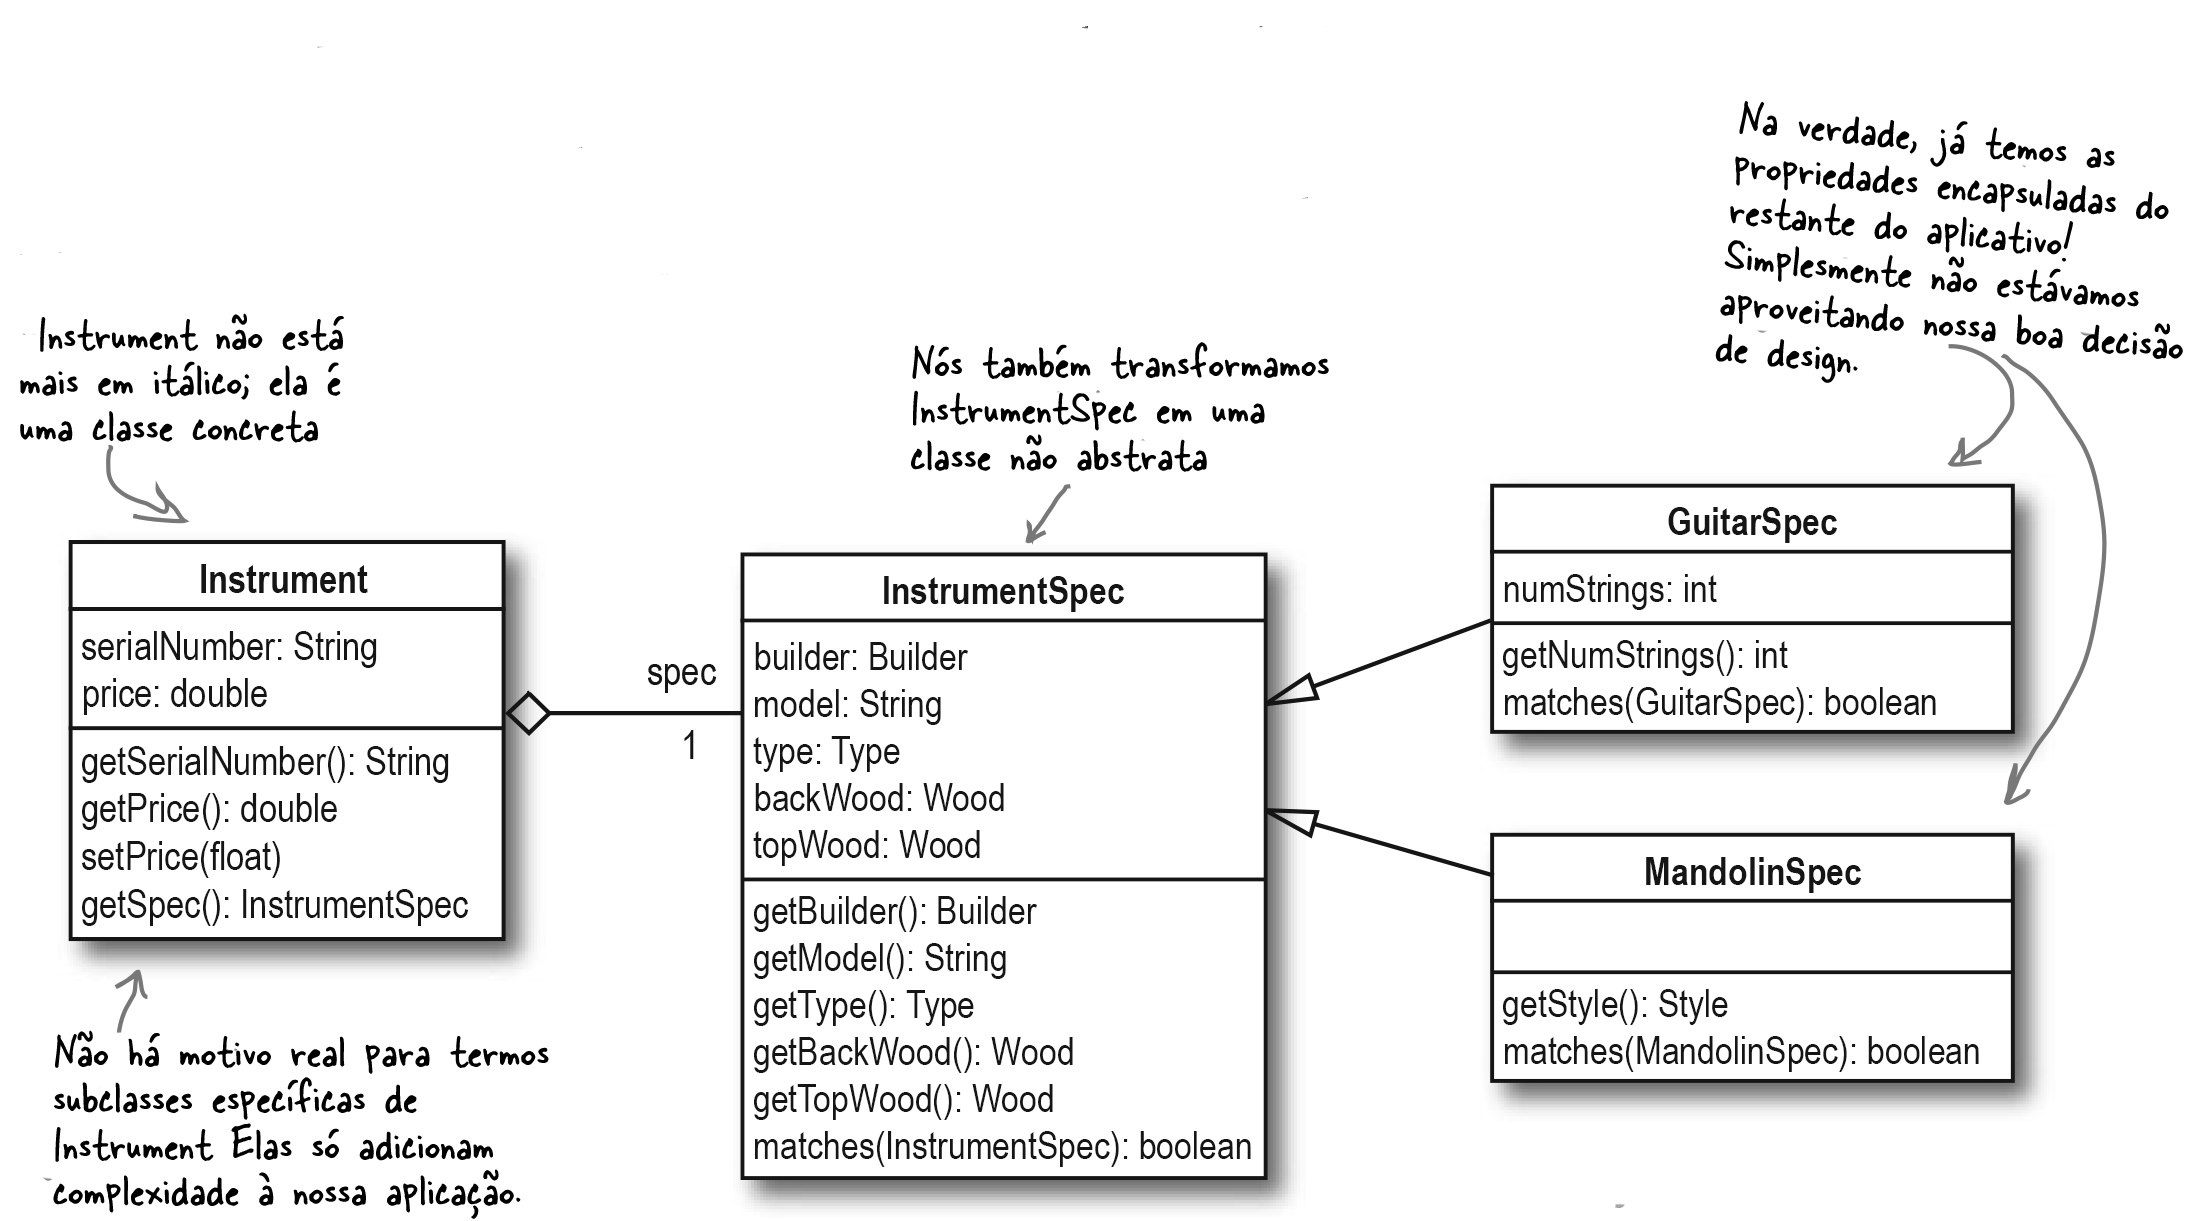 Na verdade, já temos as
propriedades encapsuladas do
restante do aplicativo!
Simplesmente não estávamos
aproveitando nossa boa decisão
de design.
Instrument não está
mais em itálico; ela é
uma classe concreta
Nós também transformamos
InstrumentSpec em uma
classe não abstrata
Instrument
serialNumber: String
price: double
getSerialNumber(): String
getPrice(): double
setPrice(float)
getSpec(): InstrumentSpec
spec
1
InstrumentSpec
builder: Builder
model: String
type: Type
backWood: Wood
topWood: Wood
getBuilder(): Builder
getModel(): String
getType(): Type
getBackWood(): Wood
getTopWood(): Wood
matches(InstrumentSpec): boolean
GuitarSpec
numStrings: int
getNumStrings(): int
matches(GuitarSpec): boolean
MandolinSpec
getStyle(): Style
matches(MandolinSpec): boolean
Não há motivo real para termos
subclasses específicas de
Instrument Elas só adicionam
complexidade à nossa aplicação.